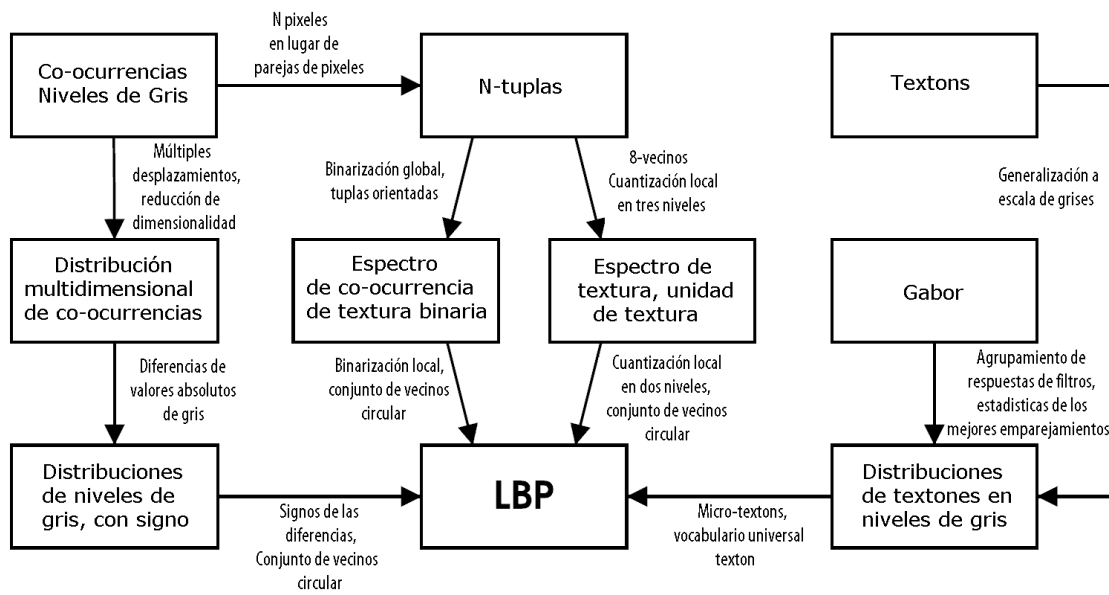 N pixeles
en lugar de
parejas de pixeles
Co-ocurrencias
Niveles de Gris
N-tuplas
Textons
Múltiples
desplazamientos,
reducción de
dimensionalidad
Binarización global,
tuplas orientadas
8-vecinos
Cuantización local
en tres niveles
Generalización a
escala de grises
Distribución
multidimensional
de co-ocurrencias
Espectro
de co-ocurrencia
de textura binaria
Espectro de
textura, unidad
de textura
Gabor
Diferencias de
valores absolutos
de gris
Binarización local,
conjunto de vecinos
circular
Cuantización local
en dos niveles,
conjunto de vecinos
circular
Agrupamiento de
respuestas de filtros,
estadisticas de los
mejores emparejamientos
Distribuciones
de niveles de
gris, con signo
LBP
Distribuciones
de textones en
niveles de gris
Signos de las
diferencias,
Conjunto de vecinos
circular
Micro-textons,
vocabulario universal
texton